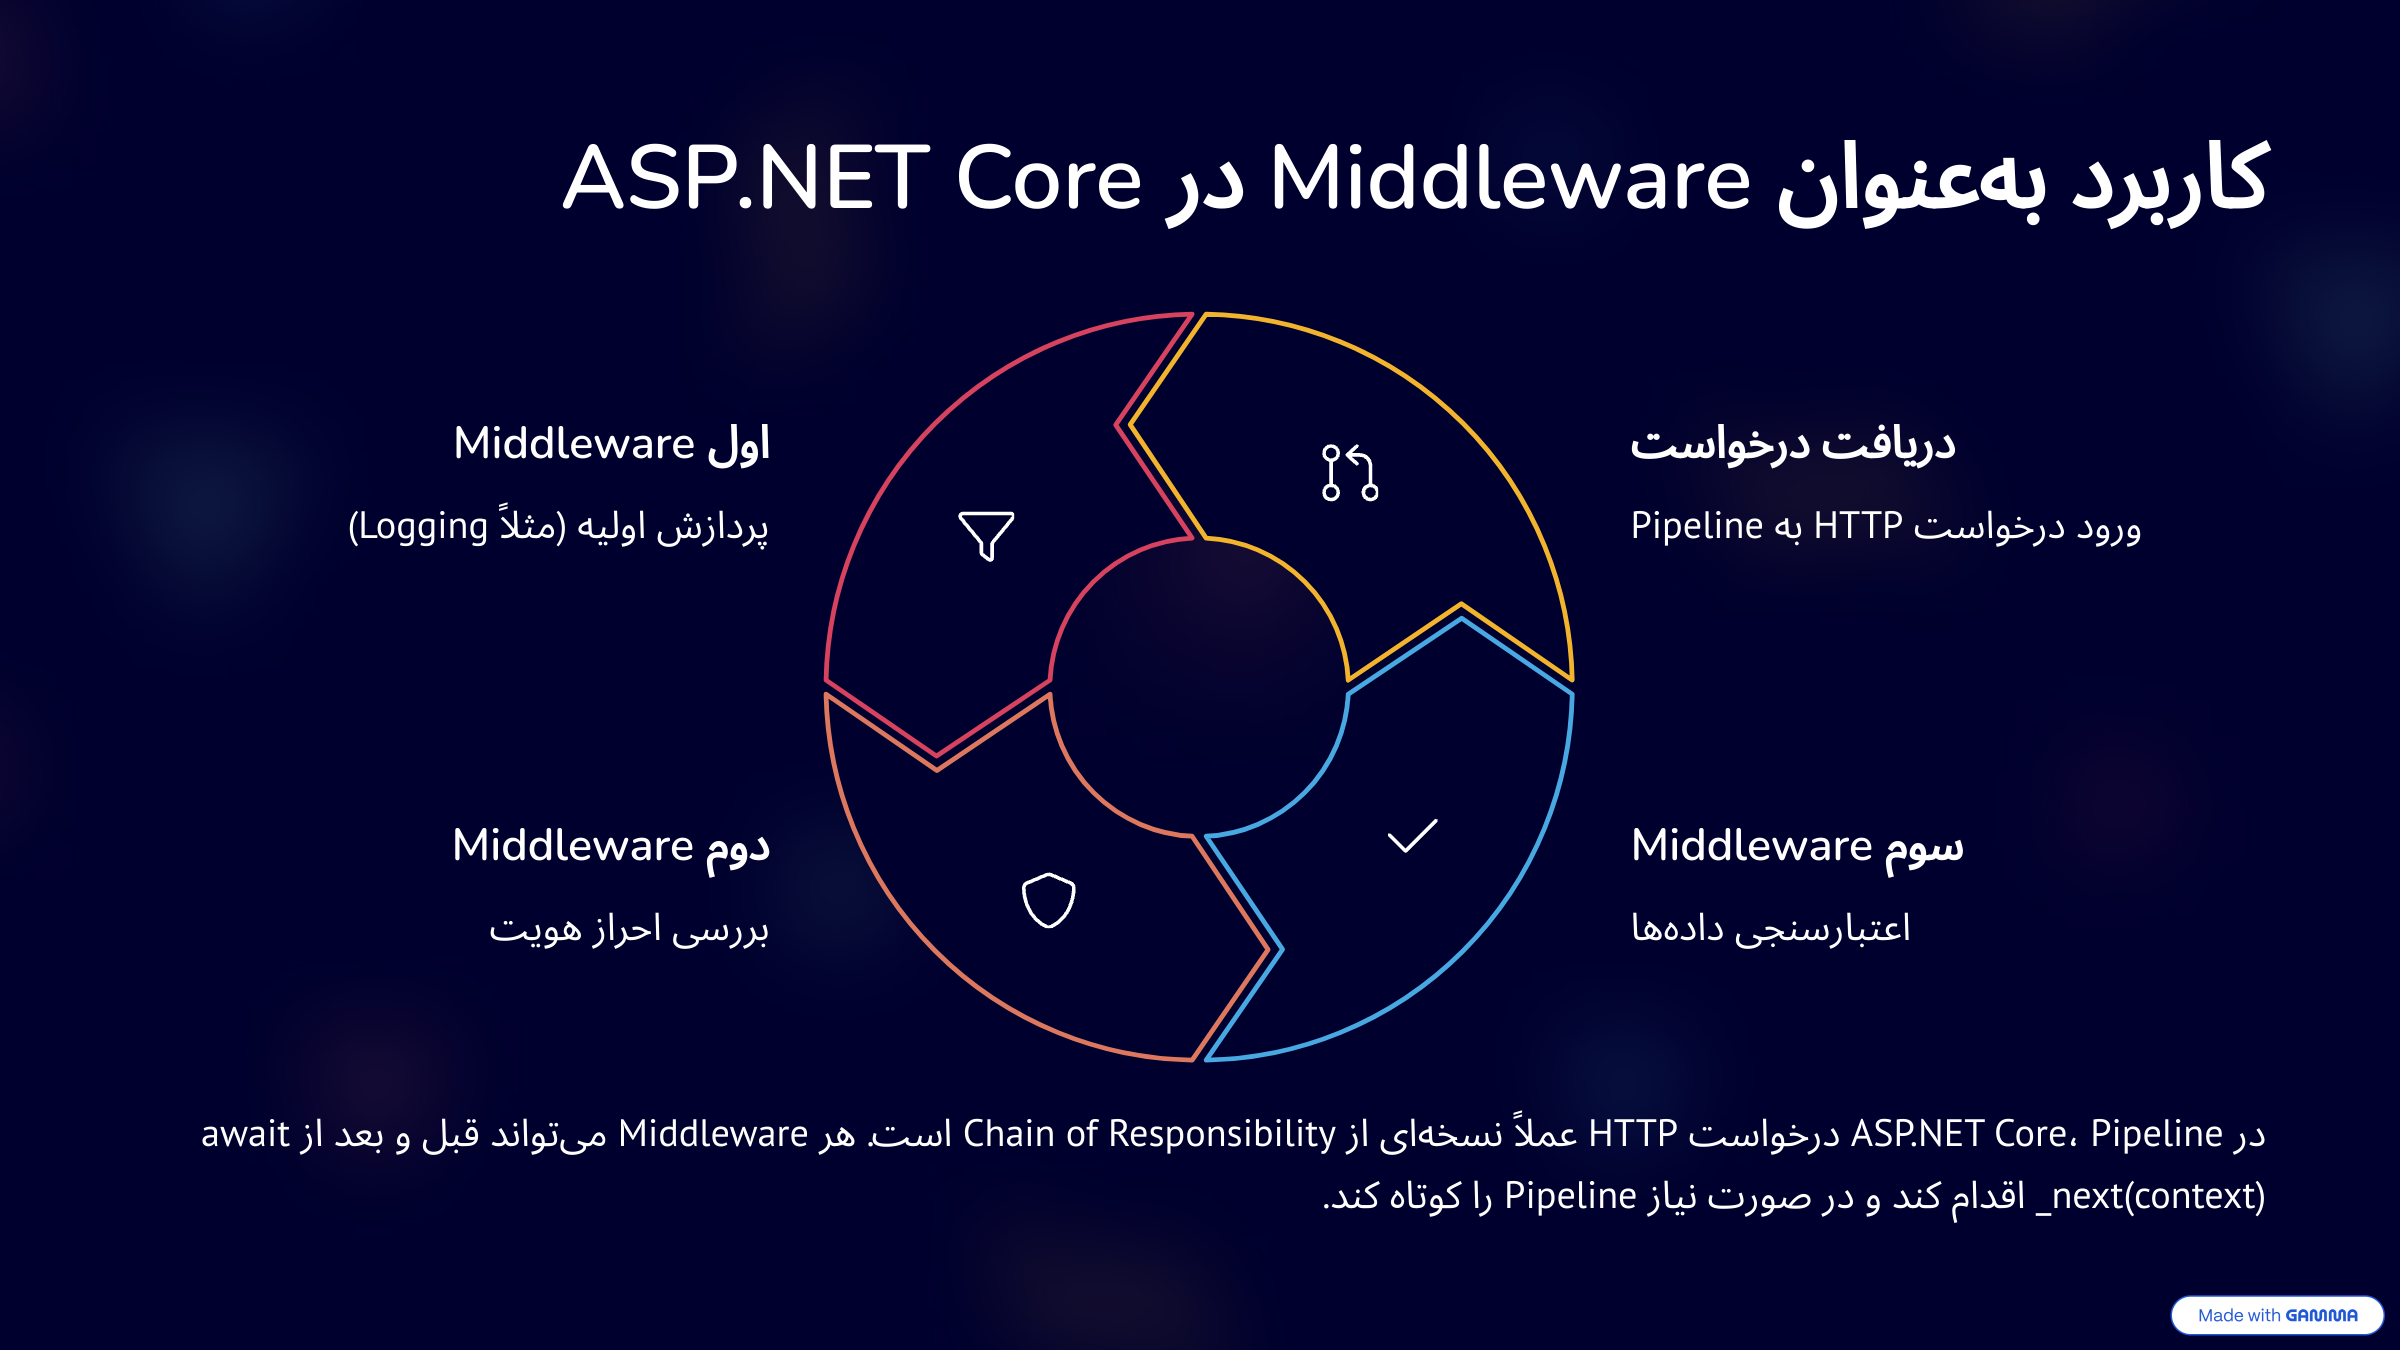 کاربرد به‌عنوان Middleware در ASP.NET Core
دریافت درخواست
ورود درخواست HTTP به Pipeline
Middleware اول
پردازش اولیه (مثلاً Logging)
Middleware دوم
بررسی احراز هویت
Middleware سوم
اعتبارسنجی داده‌ها
در ASP.NET Core، Pipeline درخواست HTTP عملاً نسخه‌ای از Chain of Responsibility است. هر Middleware می‌تواند قبل و بعد از await
_next(context) اقدام کند و در صورت نیاز Pipeline را کوتاه کند.
Made with GAMMA